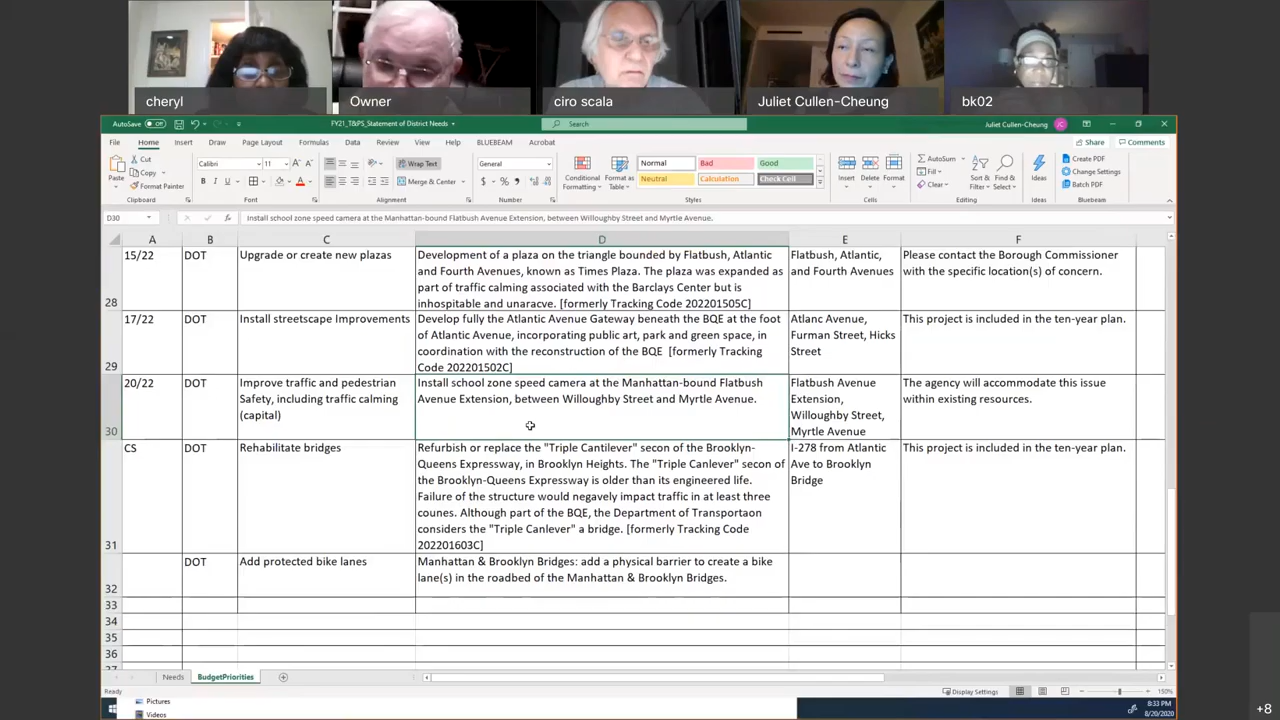 cheryl
Owner
ciro scala
Juliet Cullen-Cheung
bk02
AutoSave Off
FY21_T&PS_Statement of District Needs
Search
Juliet Cullen-Cheung
JC
File Home Insert Draw Page Layout Formulas Data Review View Help BLUEBEAM Acrobat
Share Comments
Paste
Cut
Copy
Format Painter
Clipboard
Calibri 11
B I U
Font
Wrap Text
Merge & Center
Alignment
General
$ % ,
Number
Conditional Formatting
Format as Table
Normal Bad Good
Neutral Calculation Check Cell
Styles
Insert Delete Format
Cells
AutoSum
Fill
Clear
Sort & Filter
Find & Select
Editing
Ideas
Ideas
Create PDF
Change Settings
Batch PDF
Bluebeam
D30
fx
Install school zone speed camera at the Manhattan-bound Flatbush Avenue Extension, between Willoughby Street and Myrtle Avenue.
A B C D E F
28
15/22
DOT
Upgrade or create new plazas
Development of a plaza on the triangle bounded by Flatbush, Atlantic
and Fourth Avenues, known as Times Plaza. The plaza was expanded as
part of traffic calming associated with the Barclays Center but is
inhospitable and unaracve. [formerly Tracking Code 202201505C]
Flatbush, Atlantic,
and Fourth Avenues
Please contact the Borough Commissioner
with the specific location(s) of concern.
29
17/22
DOT
Install streetscape Improvements
Develop fully the Atlantic Avenue Gateway beneath the BQE at the foot
of Atlantic Avenue, incorporating public art, park and green space, in
coordination with the reconstruction of the BQE [formerly Tracking
Code 202201502C]
Atlanc Avenue,
Furman Street, Hicks
Street
This project is included in the ten-year plan.
30
20/22
DOT
Improve traffic and pedestrian
Safety, including traffic calming
(capital)
Install school zone speed camera at the Manhattan-bound Flatbush
Avenue Extension, between Willoughby Street and Myrtle Avenue.
Flatbush Avenue
Extension,
Willoughby Street,
Myrtle Avenue
The agency will accommodate this issue
within existing resources.
31
CS
DOT
Rehabilitate bridges
Refurbish or replace the "Triple Cantilever" secon of the Brooklyn-
Queens Expressway, in Brooklyn Heights. The "Triple Canlever" secon of
the Brooklyn-Queens Expressway is older than its engineered life.
Failure of the structure would negavely impact traffic in at least three
counes. Although part of the BQE, the Department of Transportaon
considers the "Triple Canlever" a bridge. [formerly Tracking Code
202201603C]
I-278 from Atlantic
Ave to Brooklyn
Bridge
This project is included in the ten-year plan.
32
DOT
Add protected bike lanes
Manhattan & Brooklyn Bridges: add a physical barrier to create a bike
lane(s) in the roadbed of the Manhattan & Brooklyn Bridges.
33
34
35
36
Needs BudgetPriorities
Ready
Display Settings
150%
Pictures
Videos
8:33 PM
8/20/2020
+8